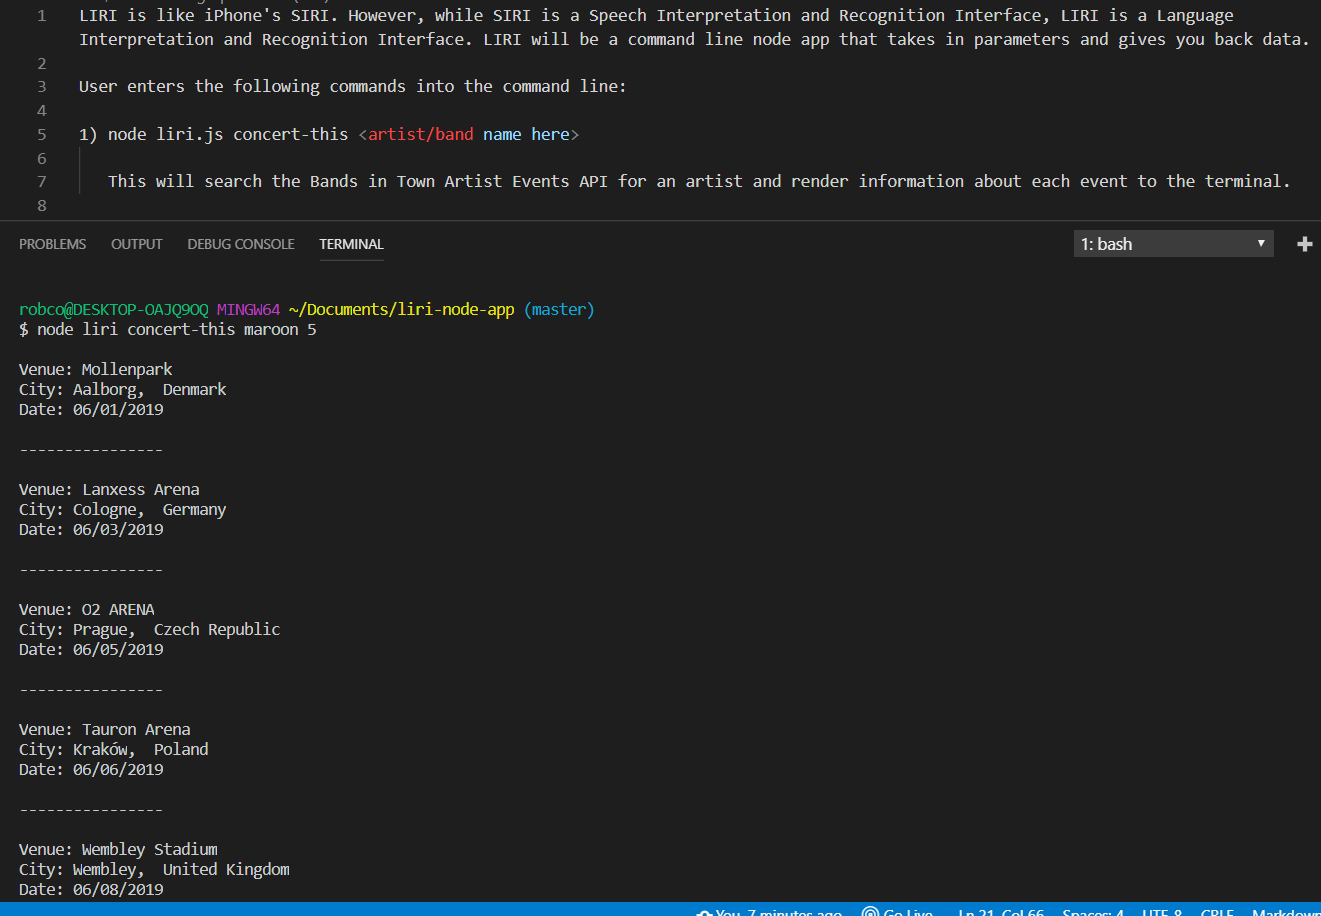 1 LIRI is like iPhone's SIRI. However, while SIRI is a Speech Interpretation and Recognition Interface, LIRI is a Language
Interpretation and Recognition Interface. LIRI will be a command line node app that takes in parameters and gives you back data.
2
3 User enters the following commands into the command line:
4
5 1) node liri.js concert-this <artist/band name here>
6
7 This will search the Bands in Town Artist Events API for an artist and render information about each event to the terminal.
8
PROBLEMS OUTPUT DEBUG CONSOLE TERMINAL 1: bash
robco@DESKTOP-OAJQ9OQ MINGW64 ~/Documents/liri-node-app (master)
$ node liri concert-this maroon 5
Venue: Mollenpark
City: Aalborg,  Denmark
Date: 06/01/2019
----------------
Venue: Lanxess Arena
City: Cologne,  Germany
Date: 06/03/2019
----------------
Venue: O2 ARENA
City: Prague,  Czech Republic
Date: 06/05/2019
----------------
Venue: Tauron Arena
City: Kraków,  Poland
Date: 06/06/2019
----------------
Venue: Wembley Stadium
City: Wembley,  United Kingdom
Date: 06/08/2019
You, 7 minutes ago Go Live Ln 21, Col 66 Spaces: 4 UTF-8 CRLF Markdown